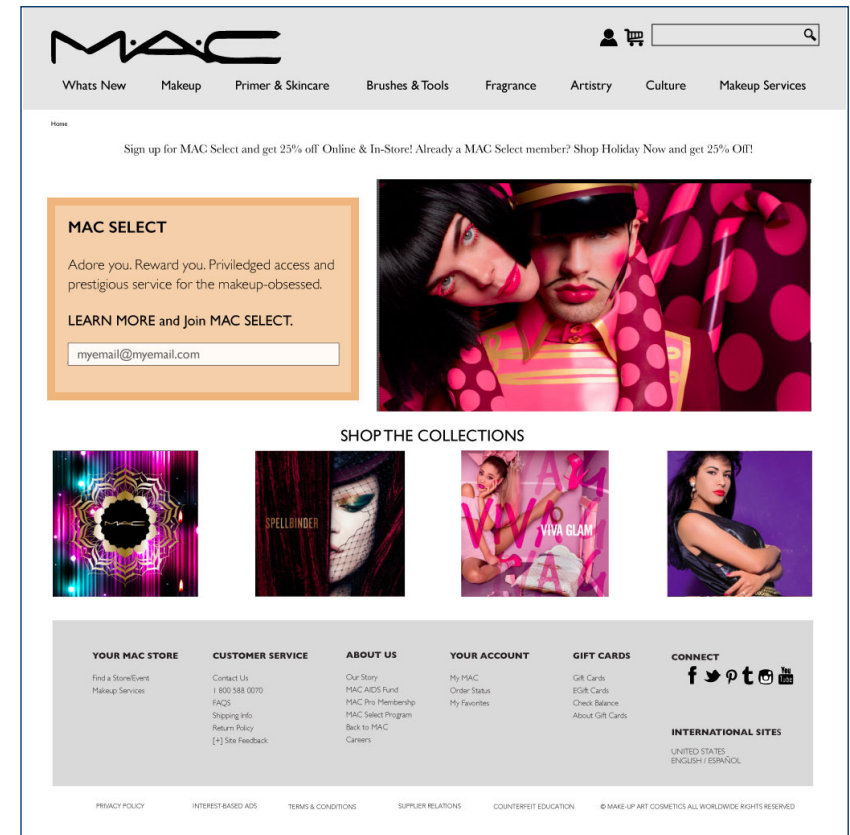 M·A·C
Whats New Makeup Primer & Skincare Brushes & Tools Fragrance Artistry Culture Makeup Services
Home
Sign up for MAC Select and get 25% off Online & In-Store! Already a MAC Select member? Shop Holiday Now and get 25% Off!
MAC SELECT
Adore you. Reward you. Priviledged access and
prestigious service for the makeup-obsessed.
LEARN MORE and Join MAC SELECT.
myemail@myemail.com
SHOP THE COLLECTIONS
M·A·C
SPELLBINDER
VIVA GLAM
VIVA
GLAM
YOUR MAC STORE
Find a Store/Event
Makeup Services
CUSTOMER SERVICE
Contact Us
1 800 588 0070
FAQS
Shipping Info
Return Policy
[+] Site Feedback
ABOUT US
Our Story
MAC AIDS Fund
MAC Pro Membershp
MAC Select Program
Back to MAC
Careers
YOUR ACCOUNT
My MAC
Order Status
My Favorites
GIFT CARDS
Gift Cards
EGift Cards
Check Balance
About Gift Cards
CONNECT
You Tube
INTERNATIONAL SITES
UNITED STATES
ENGLISH / ESPAÑOL
PRIVACY POLICY INTEREST-BASED ADS TERMS & CONDITIONS SUPPLIER RELATIONS COUNTERFEIT EDUCATION © MAKE-UP ART COSMETICS ALL WORLDWIDE RIGHTS RESERVED